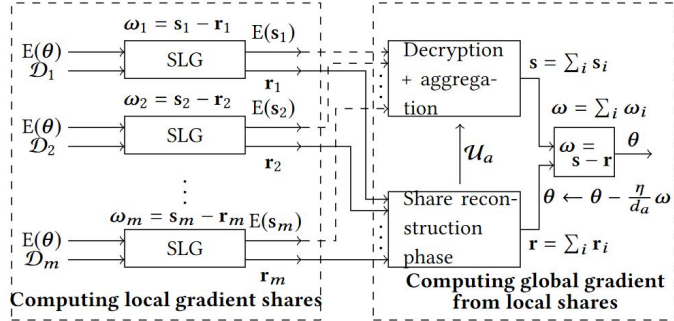 ω₁ = s₁ − r₁
E(θ)
𝒟₁
SLG
E(s₁)
r₁
ω₂ = s₂ − r₂
E(θ)
𝒟₂
SLG
E(s₂)
r₂
⋮
ωₘ = sₘ − rₘ
E(θ)
𝒟ₘ
SLG
E(sₘ)
rₘ
Computing local gradient shares
Decryption
+ aggrega-
tion
⋮
𝒰ₐ
Share recon-
struction
phase
⋮
s = ∑ᵢ sᵢ
ω = ∑ᵢ ωᵢ
ω =
s − r
θ
θ ← θ − η/dₐ ω
r = ∑ᵢ rᵢ
Computing global gradient
from local shares